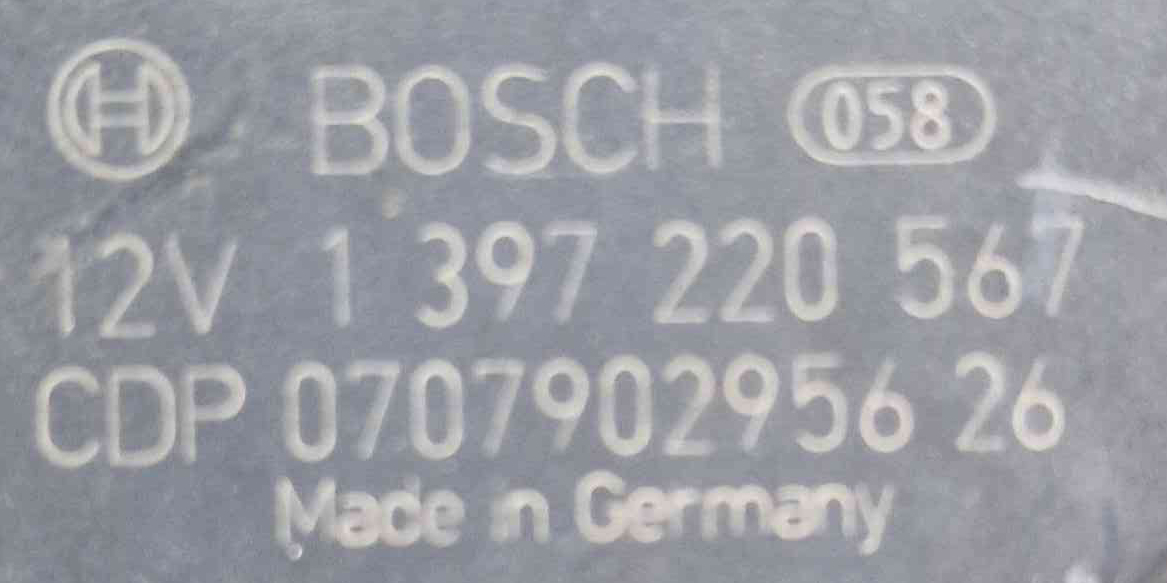 BOSCH 058
12V 1 397 220 567
CDP 0707902956 26
Made in Germany